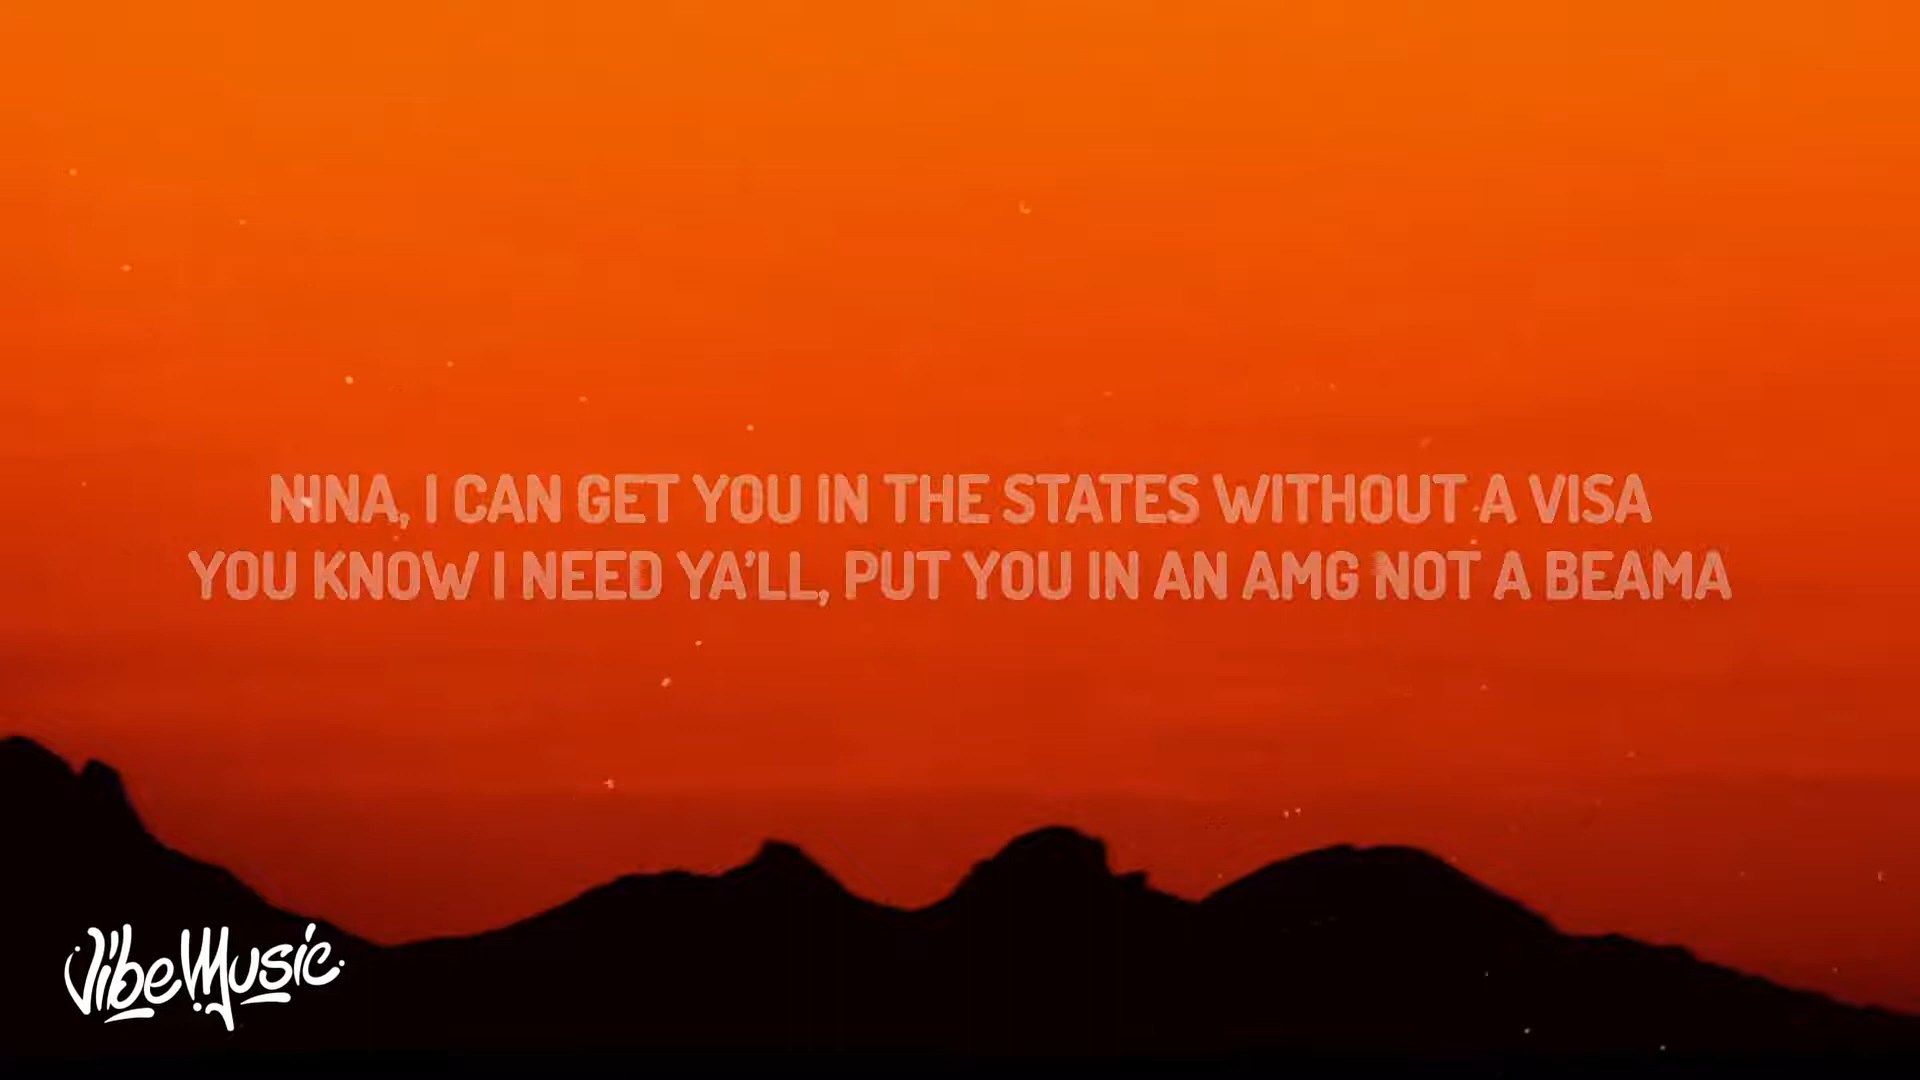 NINA, I CAN GET YOU IN THE STATES WITHOUT A VISA
YOU KNOW I NEED YA'LL, PUT YOU IN AN AMG NOT A BEAMA
VibeMusic